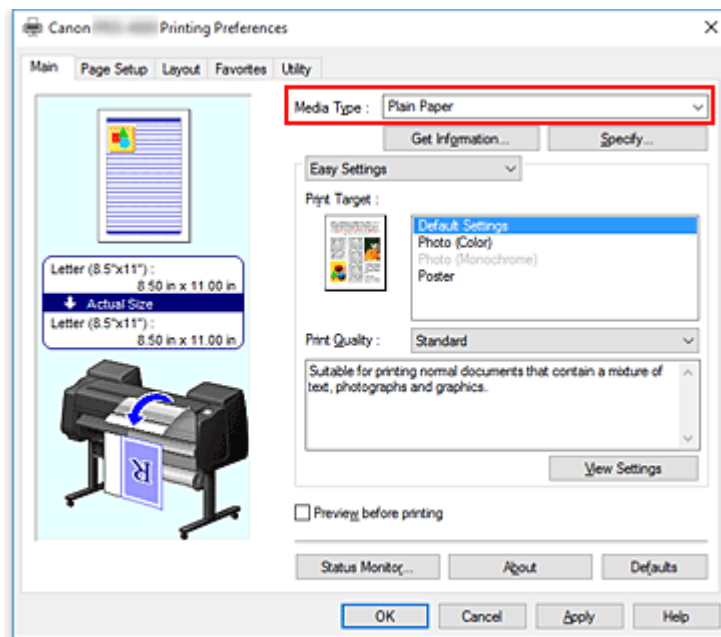 Canon Printing Preferences
Main Page Setup Layout Favorites Utility
Media Type : Plain Paper
Get Information... Specify...
Easy Settings
Print Target :
Default Settings
Photo (Color)
Photo (Monochrome)
Poster
Letter (8.5"x11") :
8.50 in x 11.00 in
Actual Size
Letter (8.5"x11") :
8.50 in x 11.00 in
Print Quality : Standard
Suitable for printing normal documents that contain a mixture of
text, photographs and graphics.
View Settings
R
Preview before printing
Status Monitor... About Defaults
OK Cancel Apply Help